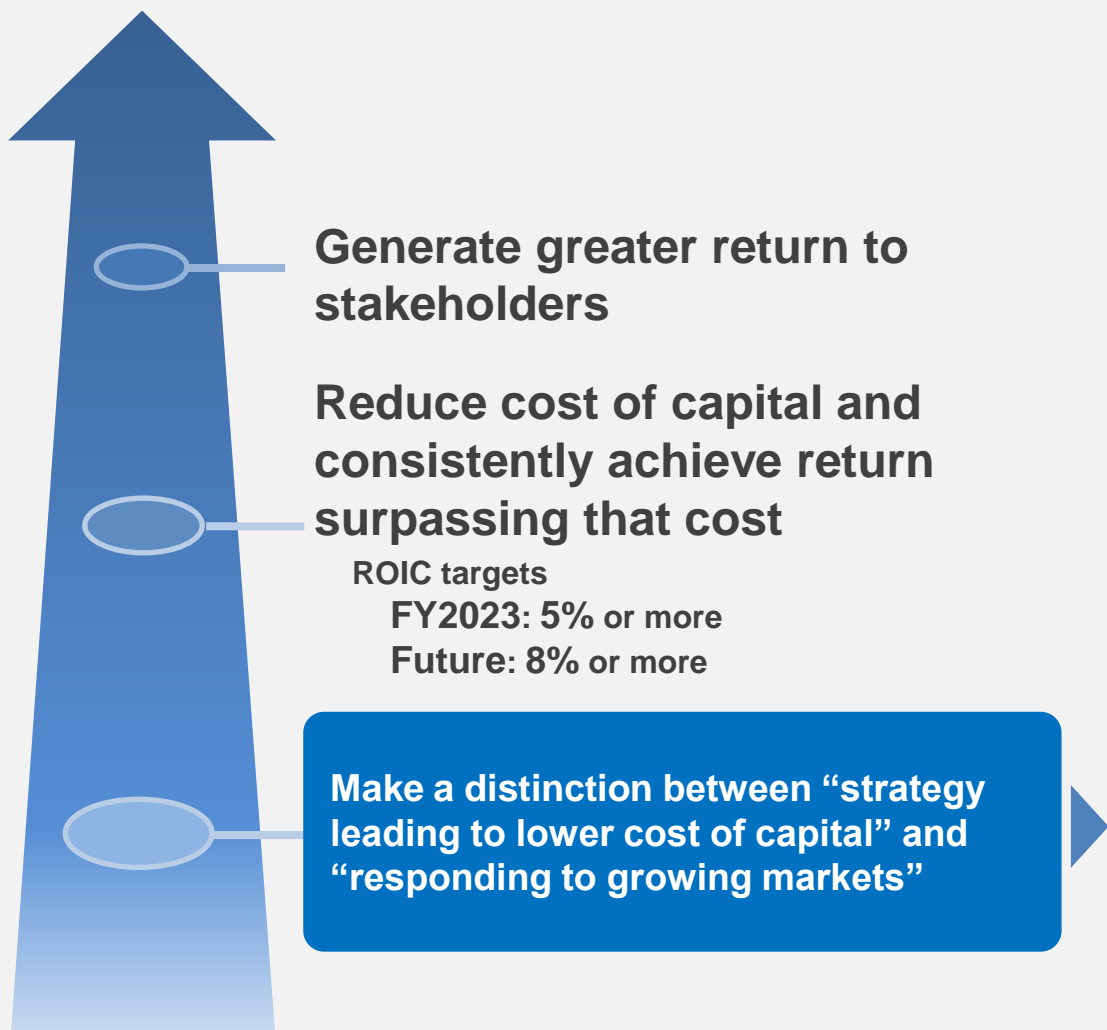 Generate greater return to
stakeholders
Reduce cost of capital and
consistently achieve return
surpassing that cost
ROIC targets
FY2023: 5% or more
Future: 8% or more
Make a distinction between “strategy
leading to lower cost of capital” and
“responding to growing markets”